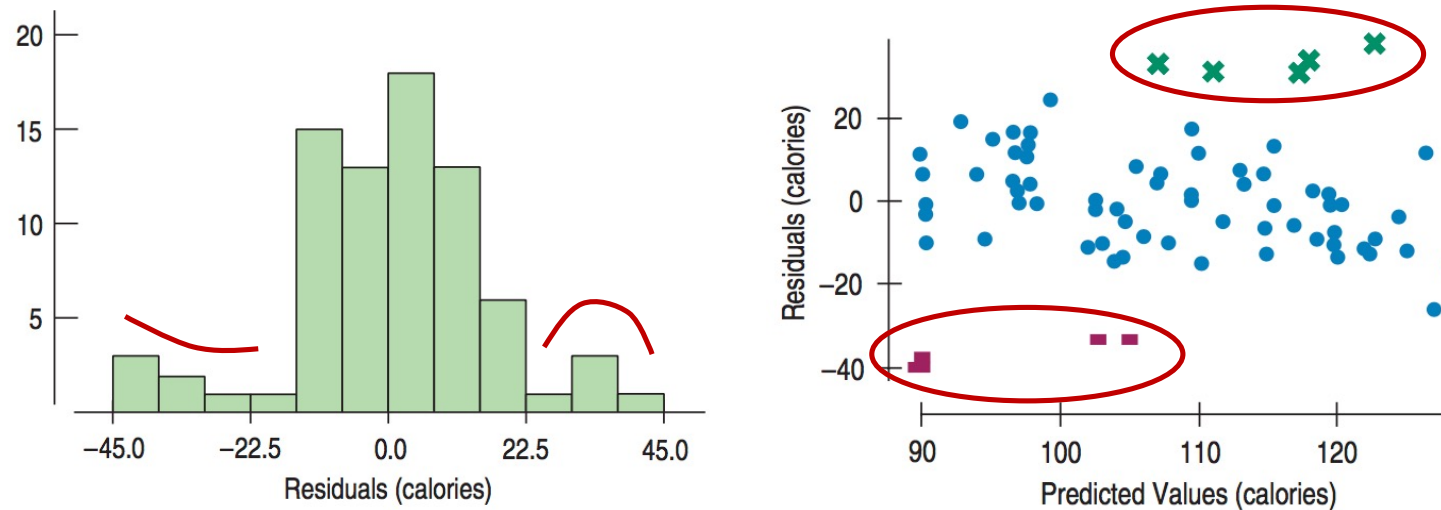 20
15
10
5
−45.0 −22.5 0.0 22.5 45.0
Residuals (calories)
Residuals (calories)
20
0
−20
−40
90 100 110 120
Predicted Values (calories)